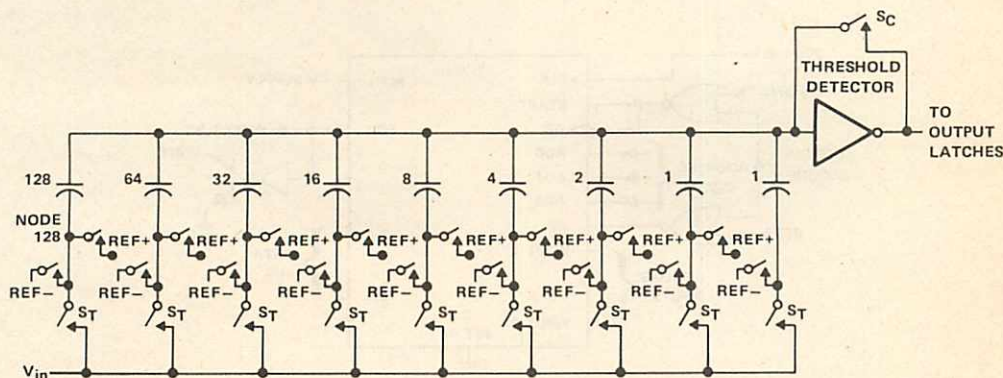 SC
THRESHOLD
DETECTOR
TO
OUTPUT
LATCHES
128 64 32 16 8 4 2 1 1
NODE
128 REF+ REF+ REF+ REF+ REF+ REF+ REF+ REF+
REF− REF− REF− REF− REF− REF− REF− REF− REF−
ST ST ST ST ST ST ST ST ST
Vin